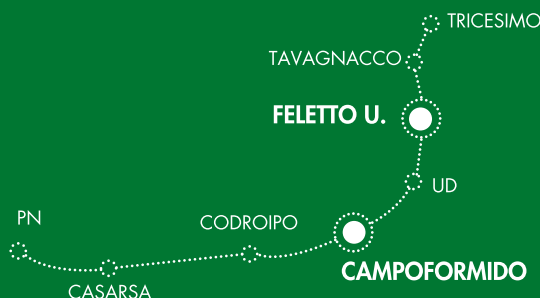 TRICESIMO
TAVAGNACCO
FELETTO U.
UD
PN
CODROIPO
CAMPOFORMIDO
CASARSA